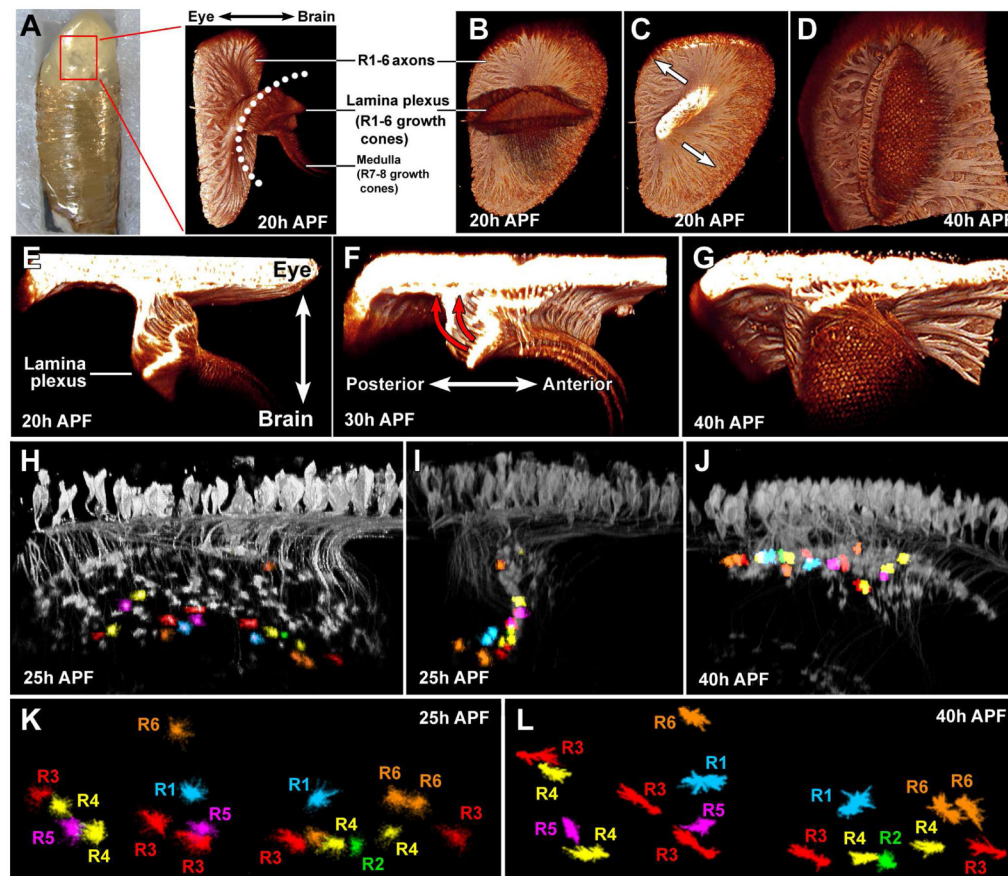 A
Eye
Brain
R1-6 axons
Lamina plexus
(R1-6 growth
cones)
Medulla
(R7-8 growth
cones)
20h APF
B
20h APF
C
20h APF
D
40h APF
E
Eye
Lamina
plexus
Brain
20h APF
F
Posterior
Anterior
30h APF
G
40h APF
H
25h APF
I
25h APF
J
40h APF
K
25h APF
R6
R3
R4
R1
R5
R4
R5
R3
R3
R1
R6
R6
R3
R4
R3
R4
R2
L
40h APF
R6
R3
R4
R1
R3
R5
R4
R5
R3
R1
R6
R6
R3
R4
R2
R4
R3